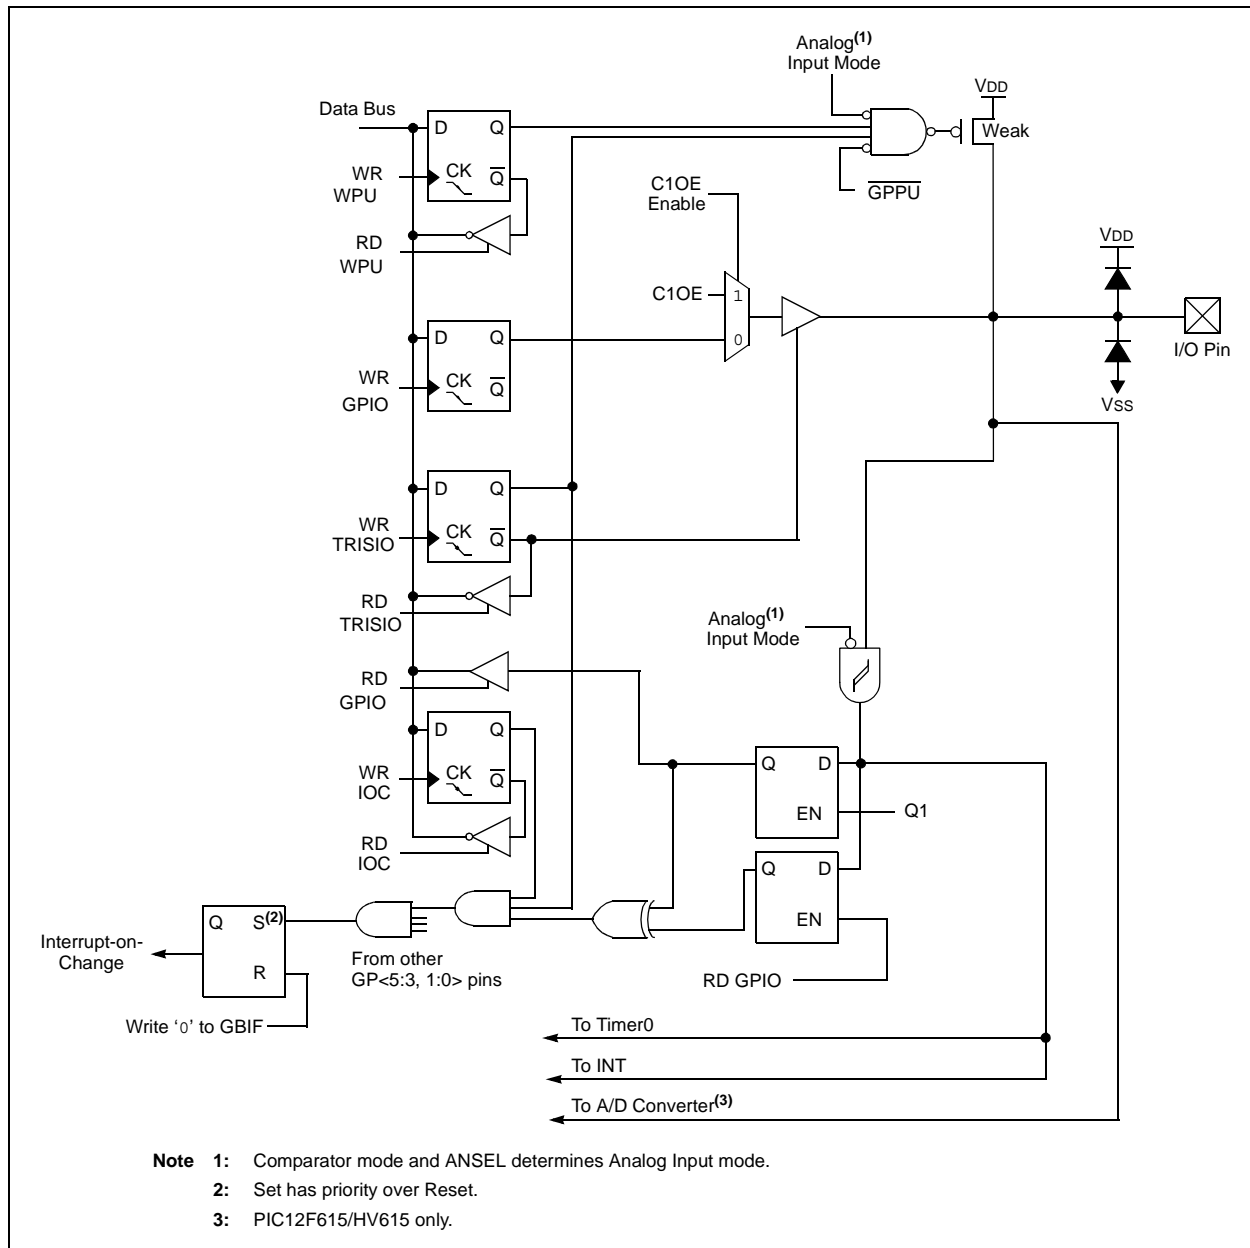 Analog(1)
Input Mode
VDD
Data Bus
D
Q
Weak
WR
WPU
CK
Q
GPPU
C1OE
Enable
RD
WPU
VDD
C1OE
1
D
Q
0
I/O Pin
WR
GPIO
CK
Q
VSS
D
Q
WR
TRISIO
CK
Q
RD
TRISIO
Analog(1)
Input Mode
RD
GPIO
D
Q
Q
D
WR
IOC
CK
Q
EN
Q1
RD
IOC
Q
D
EN
Q
S(2)
R
Interrupt-on-
Change
From other
GP<5:3, 1:0> pins
RD GPIO
Write ‘0’ to GBIF
To Timer0
To INT
To A/D Converter(3)
Note 1: Comparator mode and ANSEL determines Analog Input mode.
2: Set has priority over Reset.
3: PIC12F615/HV615 only.